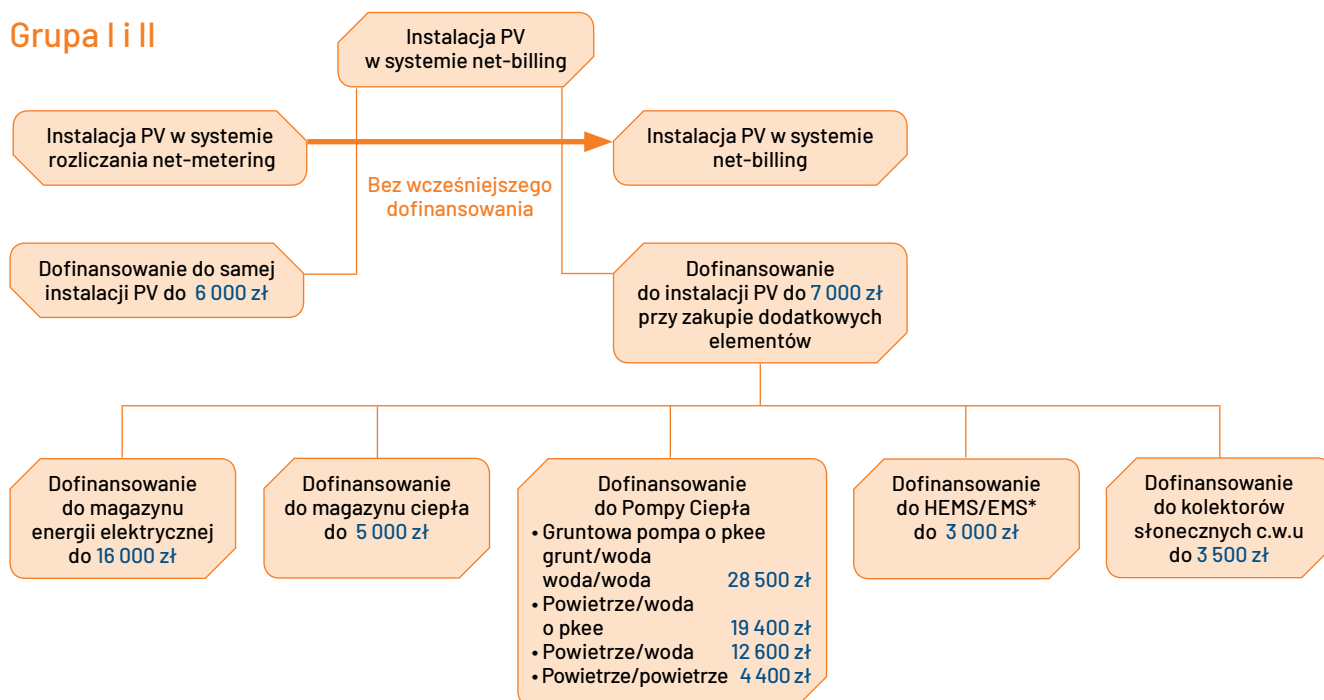 Grupa I i II
Instalacja PV
w systemie net-billing
Instalacja PV w systemie
rozliczania net-metering
Instalacja PV w systemie
net-billing
Bez wcześniejszego
dofinansowania
Dofinansowanie do samej
instalacji PV do 6 000 zł
Dofinansowanie
do instalacji PV do 7 000 zł
przy zakupie dodatkowych
elementów
Dofinansowanie
do magazynu
energii elektrycznej
do 16 000 zł
Dofinansowanie
do magazynu ciepła
do 5 000 zł
Dofinansowanie
do Pompy Ciepła
• Gruntowa pompa o pkee
grunt/woda
woda/woda 28 500 zł
• Powietrze/woda
o pkee 19 400 zł
• Powietrze/woda 12 600 zł
• Powietrze/powietrze 4 400 zł
Dofinansowanie
do HEMS/EMS*
do 3 000 zł
Dofinansowanie
do kolektorów
słonecznych c.w.u
do 3 500 zł